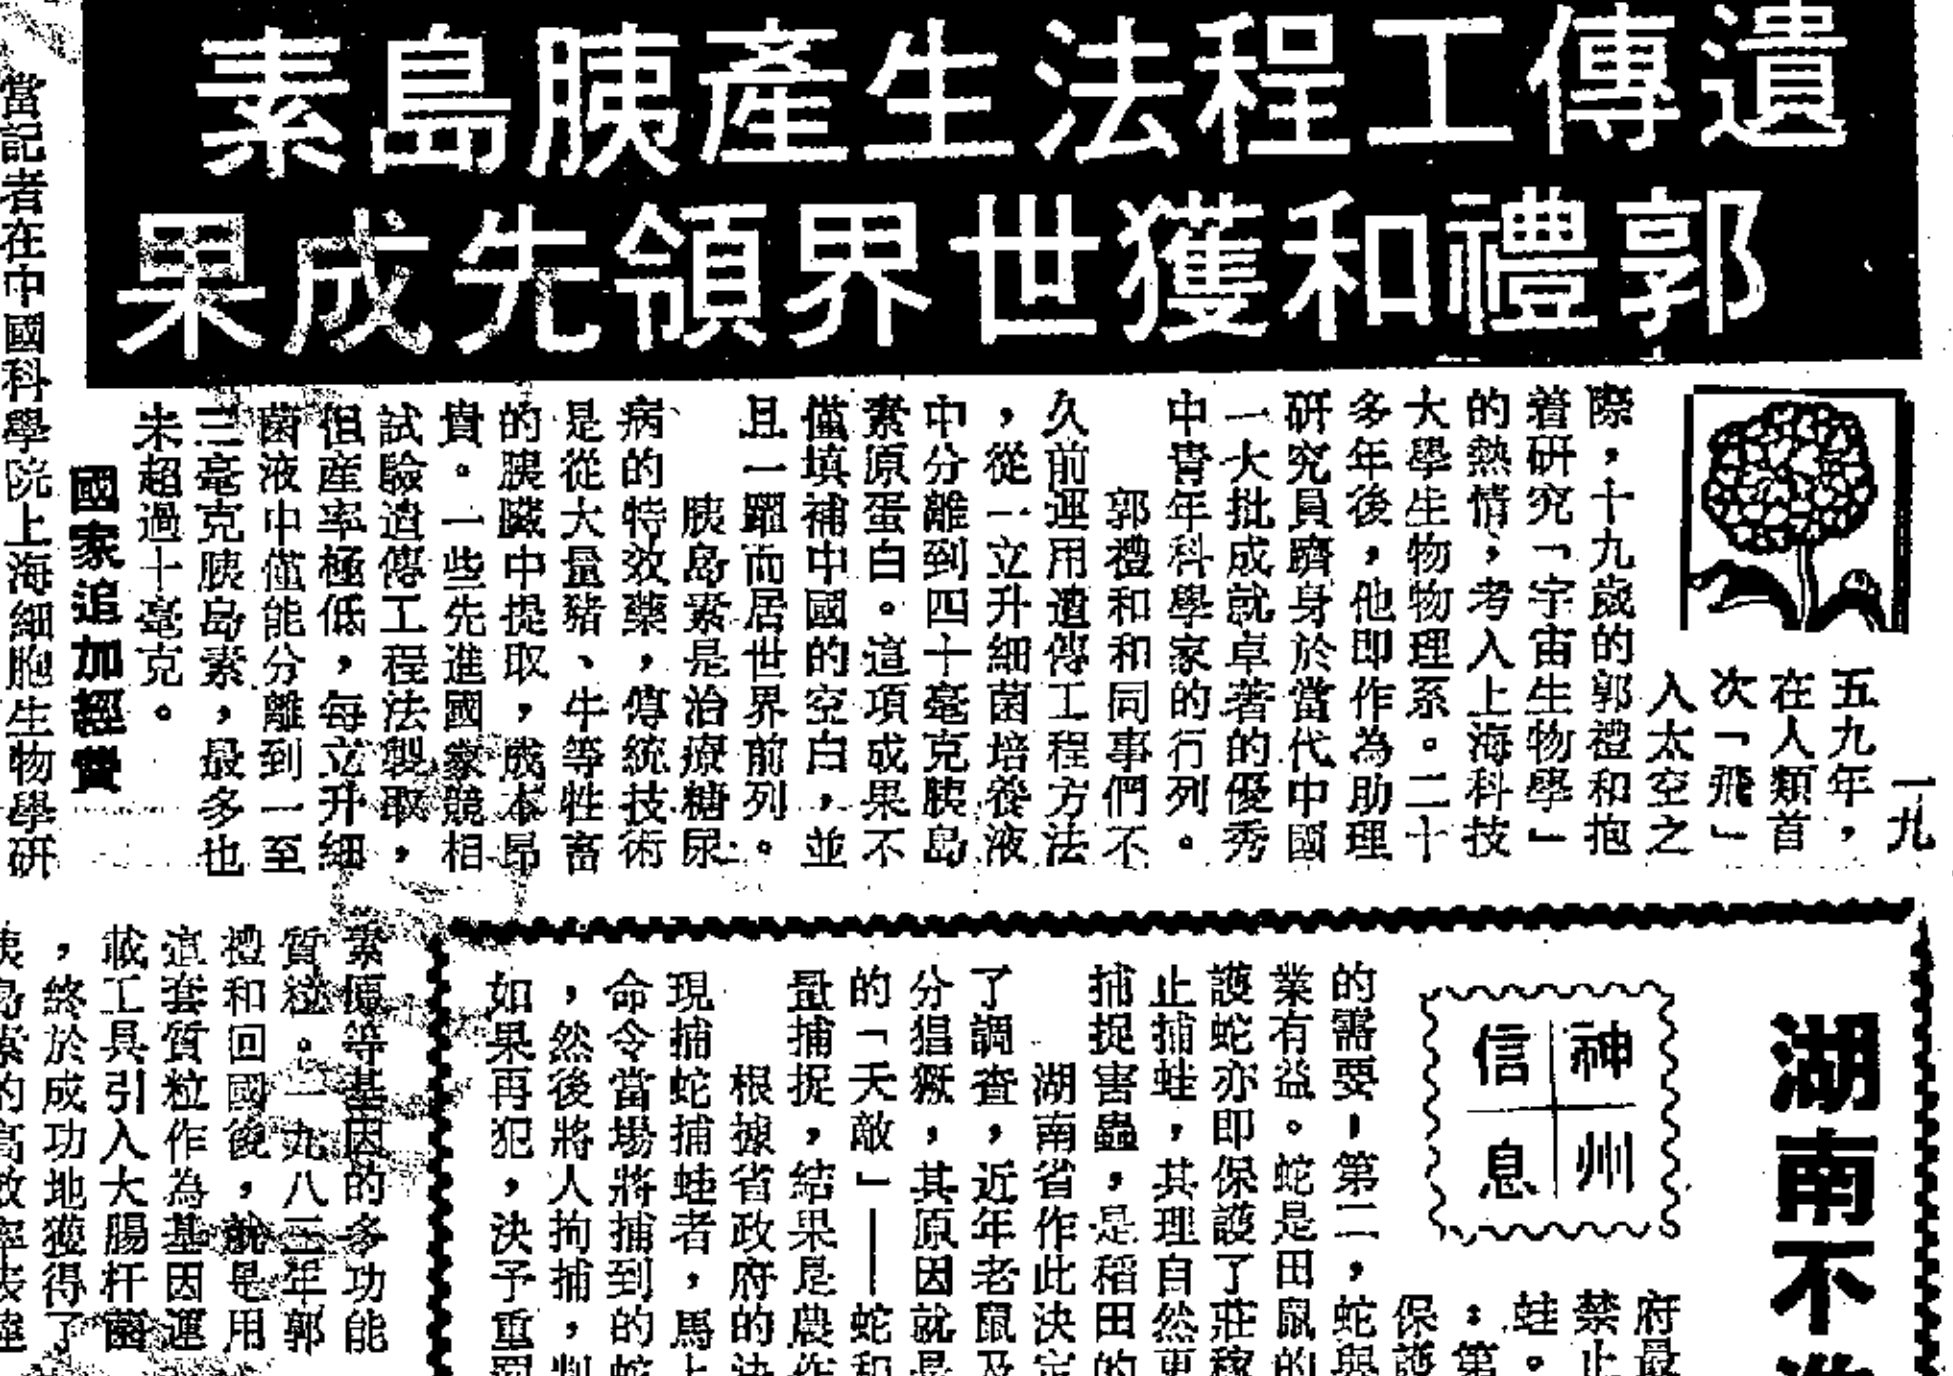 遺傳工程法生產胰島素
郭禮和獲世界領先成果
一九
五九年，
在人類首
次「飛」
入太空之
際，十九歲的郭禮和抱
着研究「宇宙生物學」
的熱情，考入上海科技
大學生物物理系。二十
多年後，他即作為助理
研究員躋身於當代中國
一大批成就卓著的優秀
中青年科學家的行列。
郭禮和和同事們不
久前運用遺傳工程方法
，從一立升細菌培養液
中分離到四十毫克胰島
素原蛋白。這項成果不
僅填補中國的空白，並
且一躍而居世界前列。
胰島素是治療糖尿
病的特效藥，傳統技術
是從大量豬、牛等牲畜
的胰臟中提取，成本昂
貴。一些先進國家競相
試驗遺傳工程法製取，
但産率極低，每立升細
菌液中僅能分離到一至
三毫克胰島素，最多也
未超過十毫克。
國家追加經費
當記者在中國科學院上海細胞生物學研
素原等基因的多功能
質粒。一九八三年郭
禮和回國後，就是用
這套質粒作為基因運
載工具引入大腸杆菌
，終於成功地獲得了
湖南不
神州
信息
府最
禁止
蛙。
：第
保護
的需要，第二，蛇與
業有益。蛇是田鼠的
護蛇亦即保護了莊稼
止捕蛙，其理自然更
捕捉害蟲，是稻田的
湖南省作此決定
了調查，近年老鼠及
分猖獗，其原因就是
的「天敵」——蛇和
量捕捉，結果是農作
根據省政府的決
現捕蛇捕蛙者，馬上
命令當場將捕到的蛇
，然後將人拘捕，判
如果再犯，決予重罰